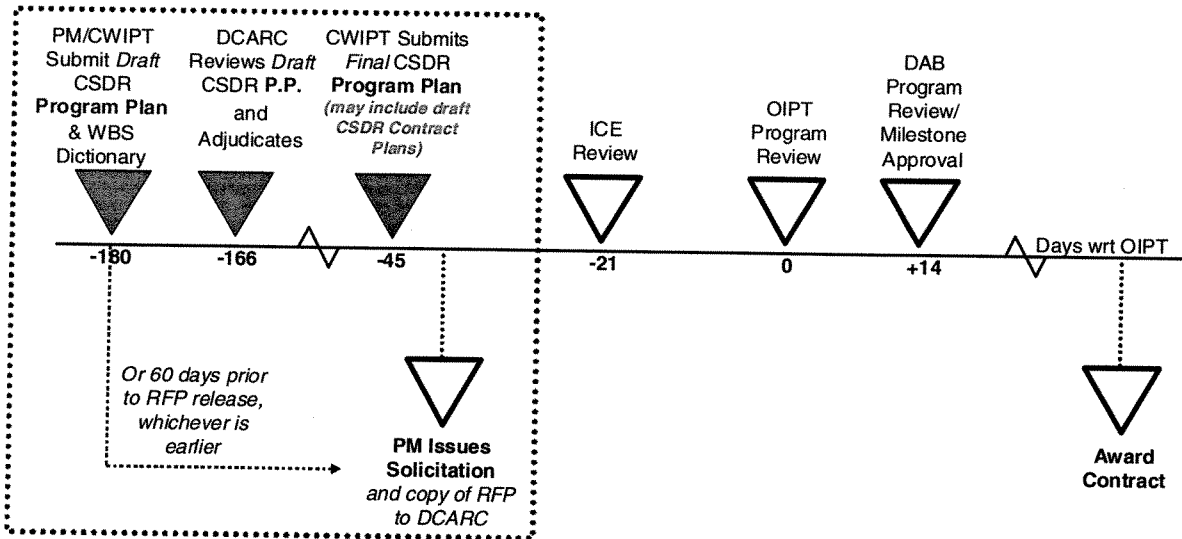 PM/CWIPT
Submit Draft
CSDR
Program Plan
& WBS
Dictionary
DCARC
Reviews Draft
CSDR P.P.
and
Adjudicates
CWIPT Submits
Final CSDR
Program Plan
(may include draft
CSDR Contract
Plans)
ICE
Review
OIPT
Program
Review
DAB
Program
Review/
Milestone
Approval
-180
-166
-45
-21
0
+14
Days wrt OIPT
Or 60 days prior
to RFP release,
whichever is
earlier
PM Issues
Solicitation
and copy of RFP
to DCARC
Award
Contract